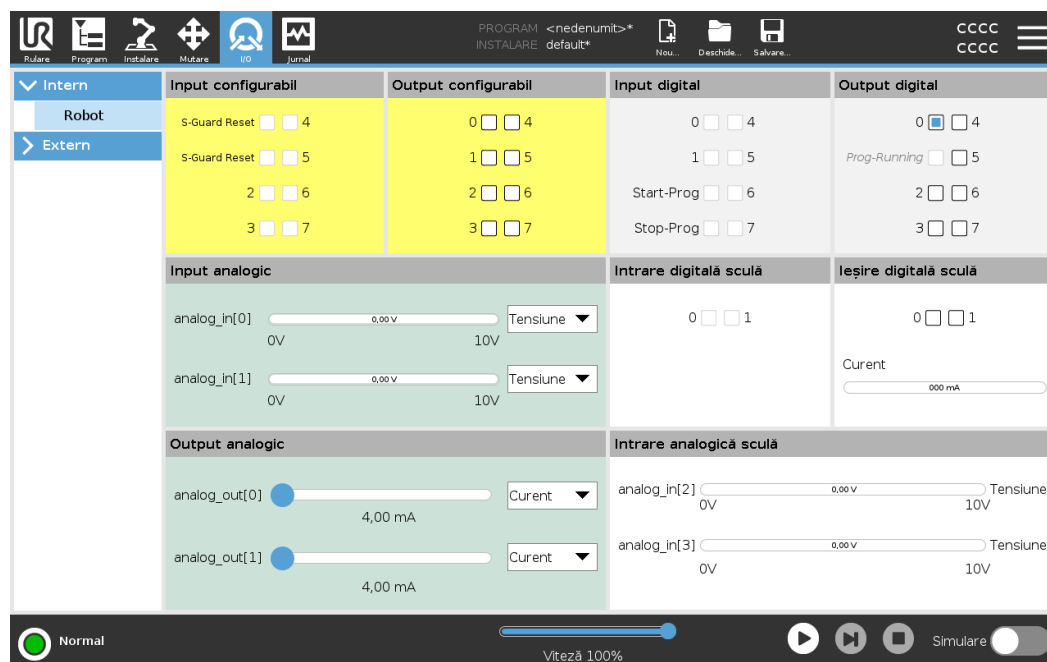 PROGRAM <nedenumit>*
INSTALARE default*
CCCC
CCCC
Rulare Program Instalare Mutare I/O Jurnal Nou... Deschide... Salvare...
Intern
Robot
Extern
Input configurabil
S-Guard Reset 4
S-Guard Reset 5
2 6
3 7
Output configurabil
0 4
1 5
2 6
3 7
Input digital
0 4
1 5
Start-Prog 6
Stop-Prog 7
Output digital
0 4
Prog-Running 5
2 6
3 7
Input analogic
analog_in[0] 0,00 V Tensiune
0V 10V
analog_in[1] 0,00 V Tensiune
0V 10V
Intrare digitală sculă
0 1
Ieșire digitală sculă
0 1
Curent
000 mA
Output analogic
analog_out[0] Curent
4,00 mA
analog_out[1] Curent
4,00 mA
Intrare analogică sculă
analog_in[2] 0,00 V Tensiune
0V 10V
analog_in[3] 0,00 V Tensiune
0V 10V
Normal
Viteză 100%
Simulare